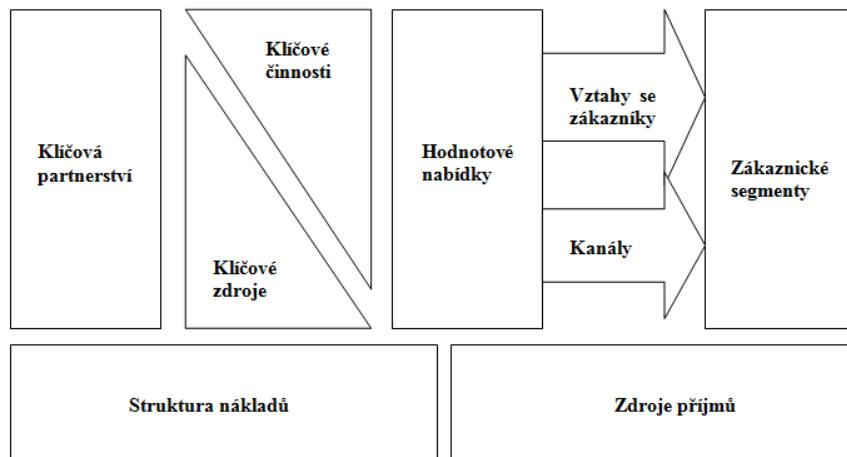 Klíčová
partnerství
Klíčové
činnosti
Klíčové
zdroje
Hodnotové
nabídky
Vztahy se
zákazníky
Kanály
Zákaznické
segmenty
Struktura nákladů
Zdroje příjmů